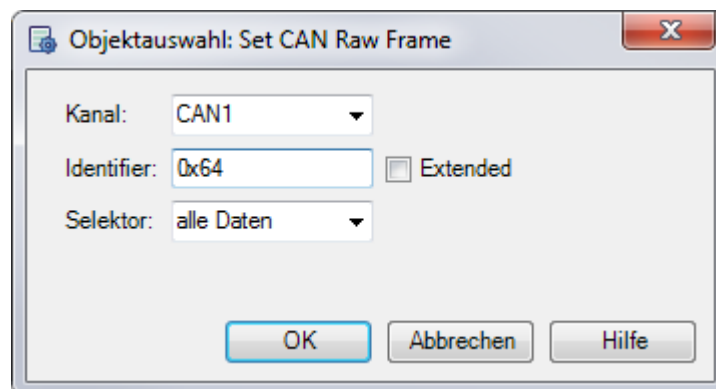 Objektauswahl: Set CAN Raw Frame
Kanal: CAN1
Identifier: 0x64 Extended
Selektor: alle Daten
OK Abbrechen Hilfe